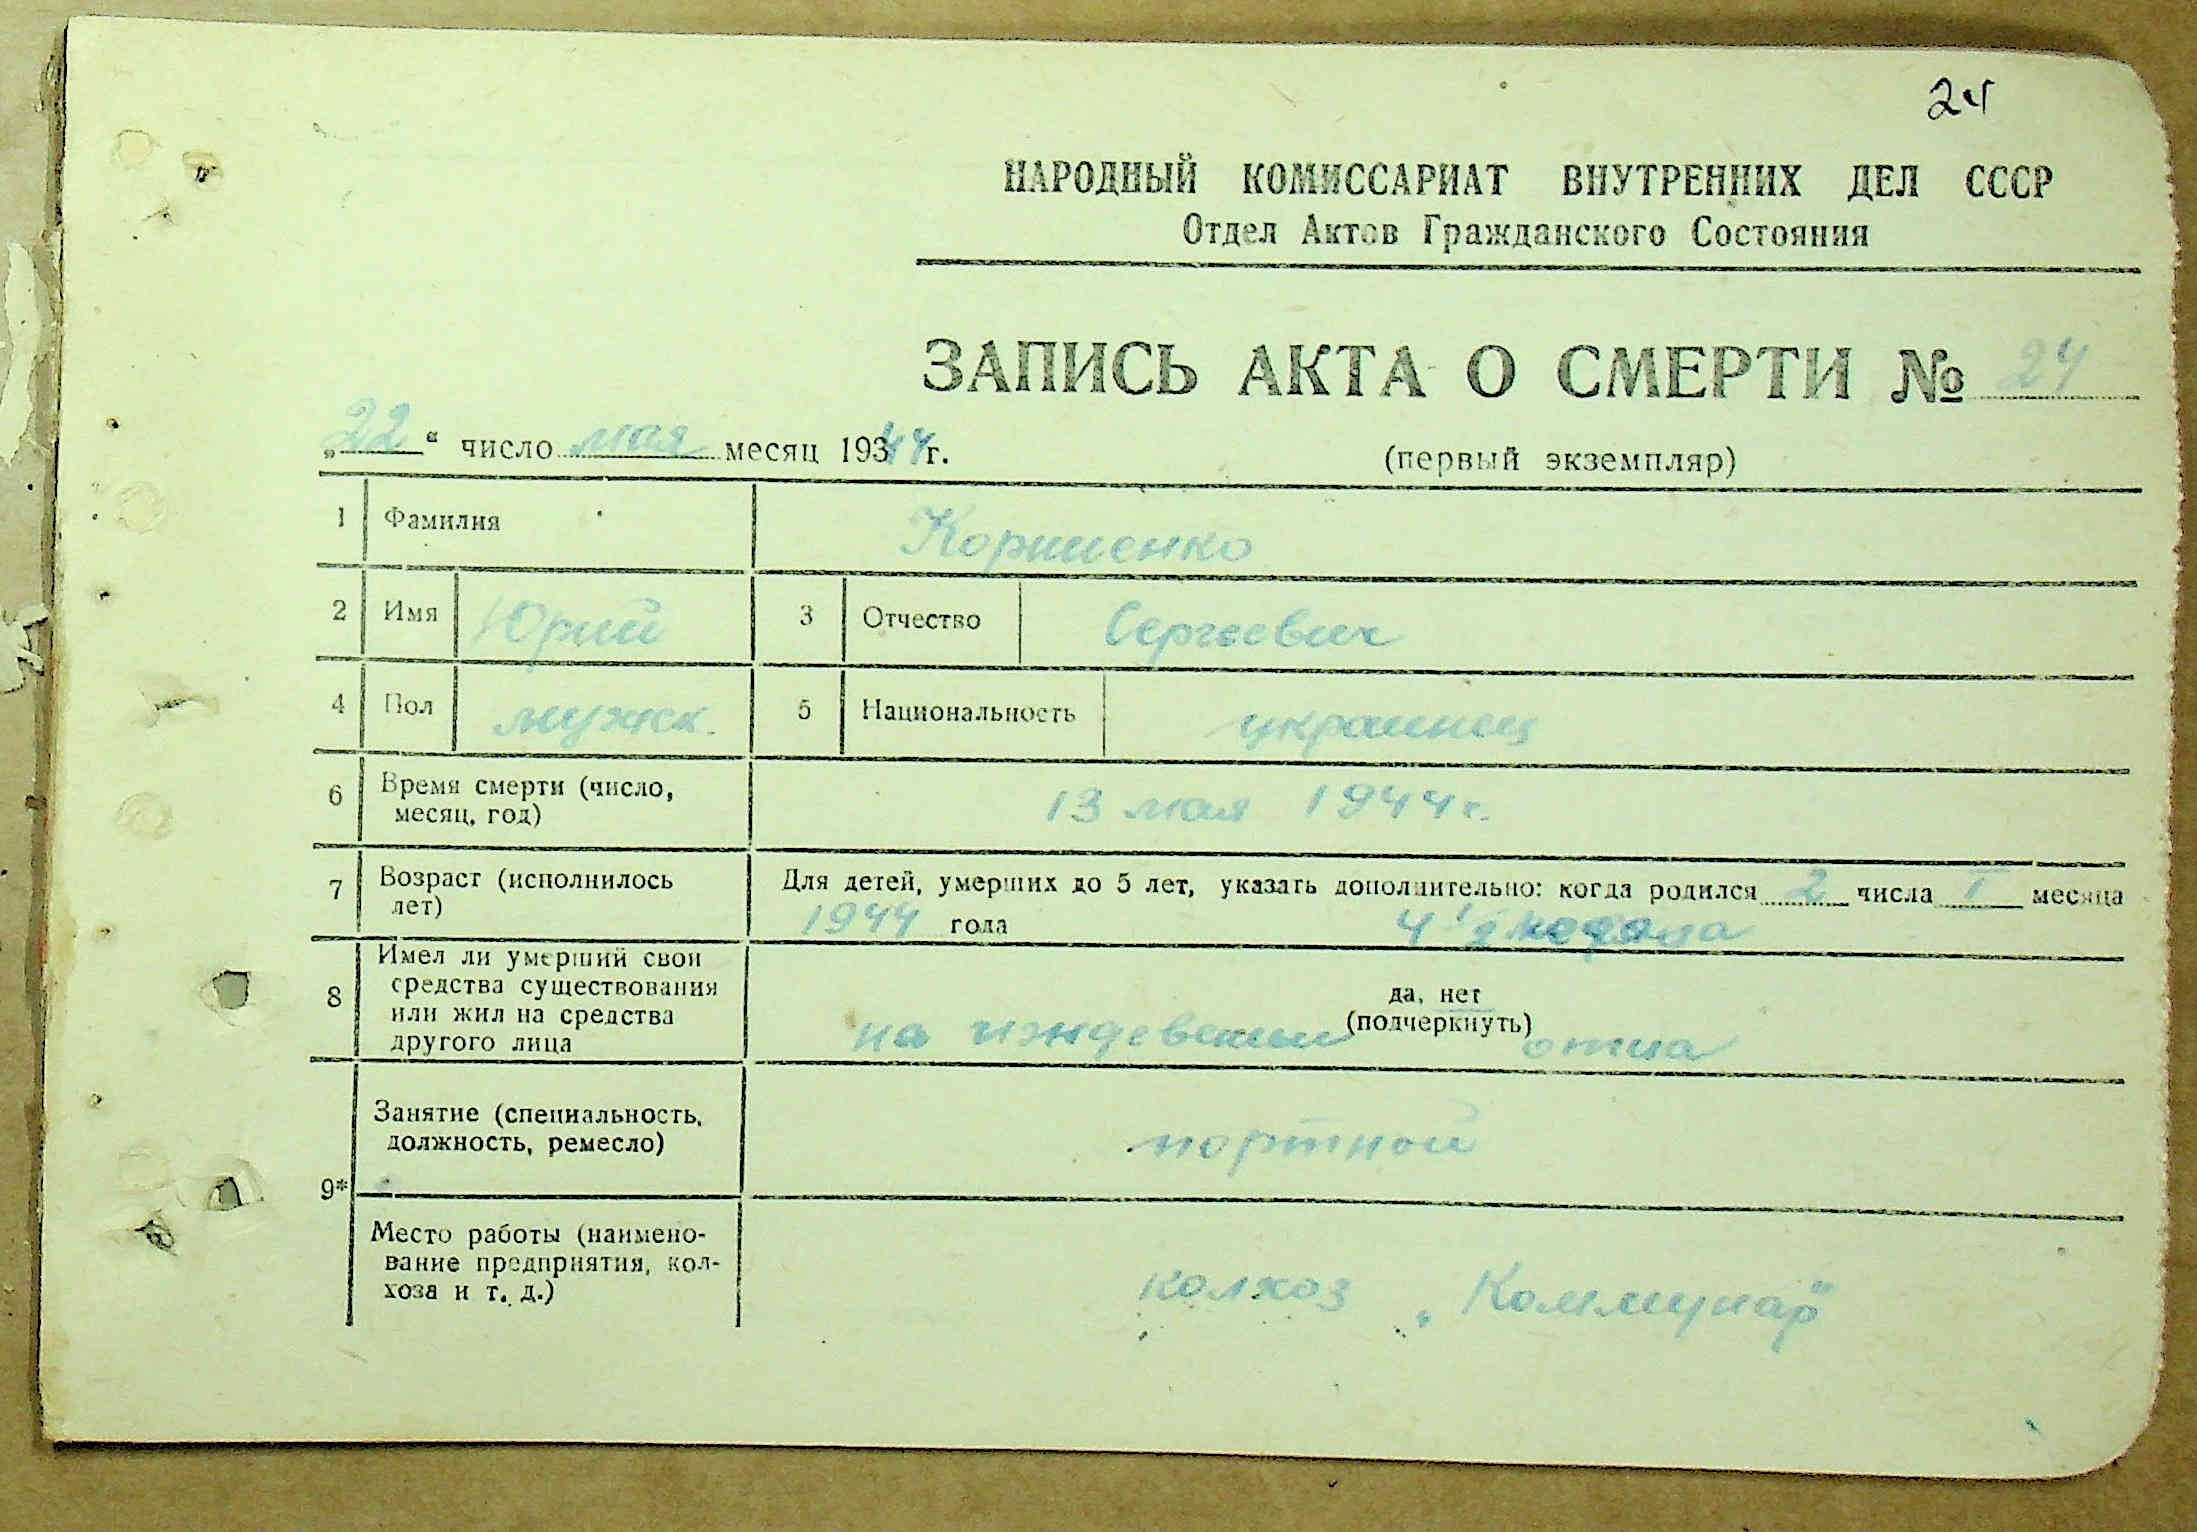 24
НАРОДНЫЙ КОМИССАРИАТ ВНУТРЕННИХ ДЕЛ СССР
Отдел Актов Гражданского Состояния
ЗАПИСЬ АКТА О СМЕРТИ № 24
„22“ число мая месяц 1944 г.
(первый экземпляр)
1 Фамилия Коршиенко
2 Имя Юрий 3 Отчество Сергеевич
4 Пол мужск. 5 Национальность украинец
6 Время смерти (число, месяц, год) 13 мая 1944 г.
7 Возраст (исполнилось лет) Для детей, умерших до 5 лет, указать дополнительно: когда родился 2 числа I месяца
1944 года 4 1/2
8 Имел ли умерший свои средства существования или жил на средства другого лица
да, нет
(подчеркнуть)
на иждевении отца
9* Занятие (специальность, должность, ремесло) портной
Место работы (наименование предприятия, колхоза и т. д.) колхоз „Коммунар"